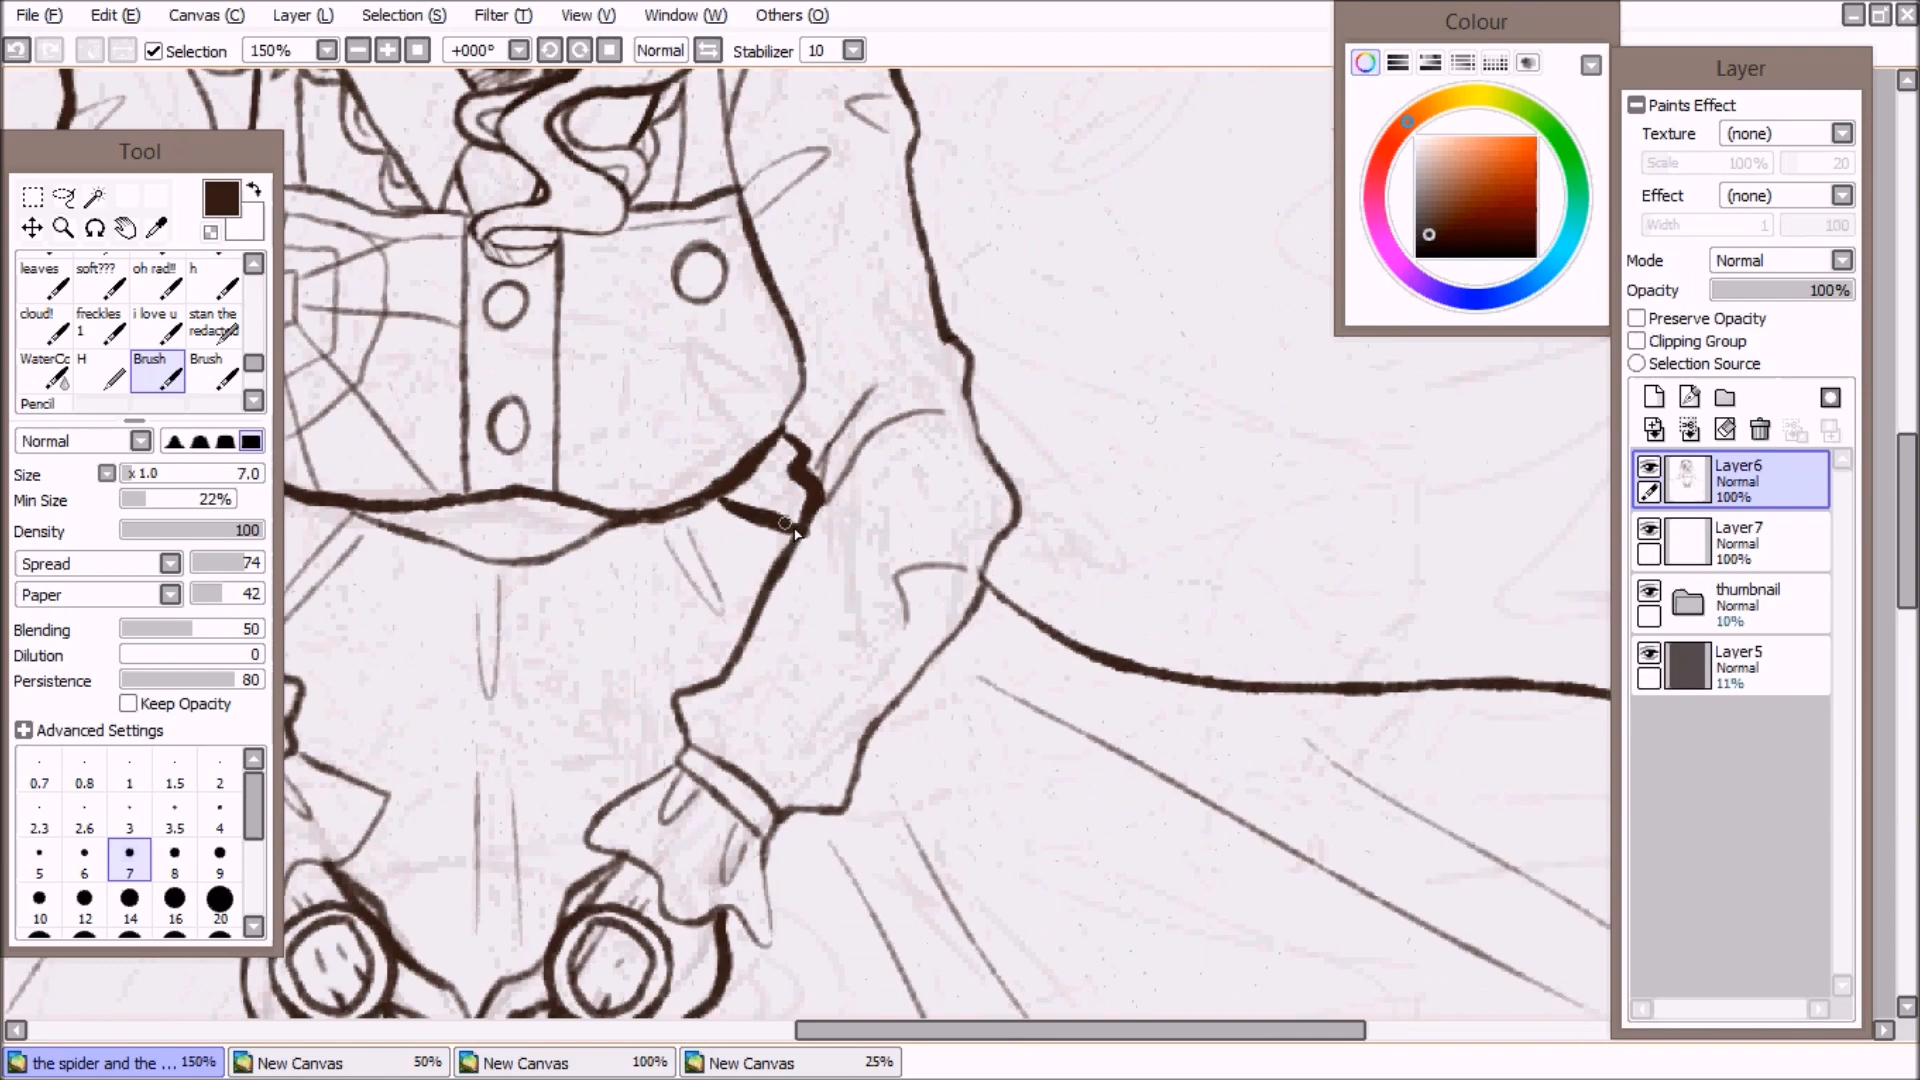 File (F) Edit (E) Canvas (C) Layer (L) Selection (S) Filter (T) View (V) Window (W) Others (O)
Selection 150% +000° Normal Stabilizer 10
Colour
Layer
Paints Effect
Texture (none)
Scale 100% 20
Effect (none)
Width 1 100
Mode Normal
Opacity 100%
Preserve Opacity
Clipping Group
Selection Source
Layer6
Normal
100%
Layer7
Normal
100%
thumbnail
Normal
10%
Layer5
Normal
11%
Tool
leaves soft??? oh rad!! h
cloud! freckles 1 i love u stan the redacted
WaterCc H Brush Brush
Pencil
Normal
Size x 1.0 7.0
Min Size 22%
Density 100
Spread 74
Paper 42
Blending 50
Dilution 0
Persistence 80
Keep Opacity
Advanced Settings
0.7 0.8 1 1.5 2
2.3 2.6 3 3.5 4
5 6 7 8 9
10 12 14 16 20
the spider and the ... 150% New Canvas 50% New Canvas 100% New Canvas 25%